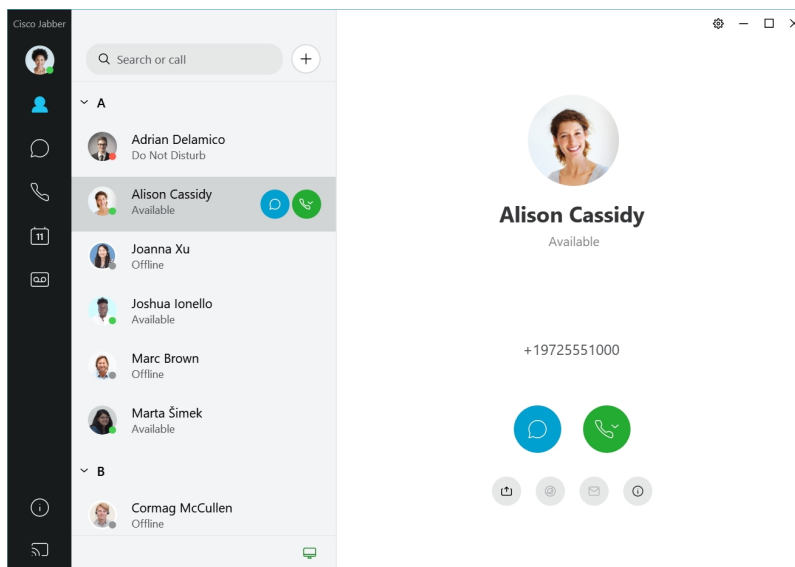 Cisco Jabber
Search or call
A
Adrian Delamico
Do Not Disturb
Alison Cassidy
Available
Joanna Xu
Offline
Joshua Ionello
Available
Marc Brown
Offline
Marta Šimek
Available
B
Cormag McCullen
Offline
11
Alison Cassidy
Available
+19725551000